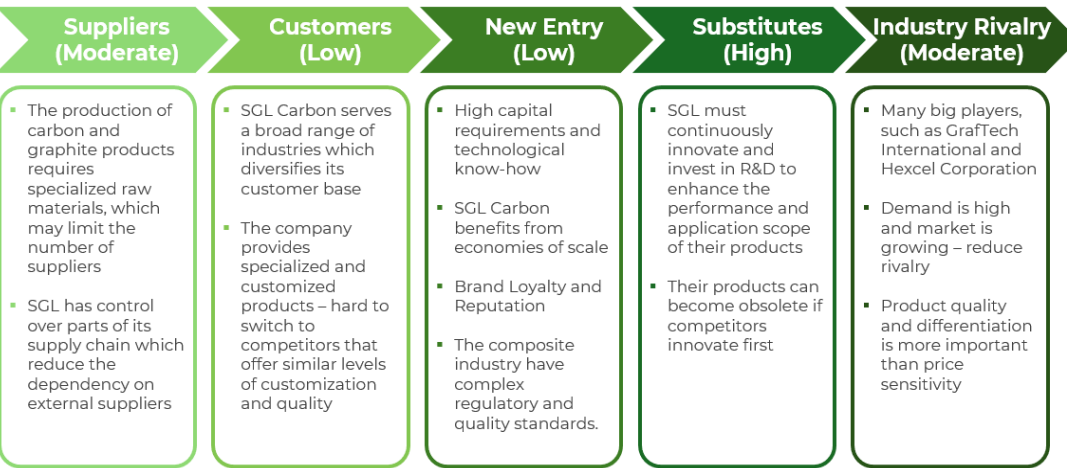 Suppliers
(Moderate)
The production of
carbon and
graphite products
requires
specialized raw
materials, which
may limit the
number of
suppliers
SGL has control
over parts of its
supply chain which
reduce the
dependency on
external suppliers
Customers
(Low)
SGL Carbon serves
a broad range of
industries which
diversifies its
customer base
The company
provides
specialized and
customized
products – hard to
switch to
competitors that
offer similar levels
of customization
and quality
New Entry
(Low)
High capital
requirements and
technological
know-how
SGL Carbon
benefits from
economies of scale
Brand Loyalty and
Reputation
The composite
industry have
complex
regulatory and
quality standards.
Substitutes
(High)
SGL must
continuously
innovate and
invest in R&D to
enhance the
performance and
application scope
of their products
Their products can
become obsolete if
competitors
innovate first
Industry Rivalry
(Moderate)
Many big players,
such as GrafTech
International and
Hexcel Corporation
Demand is high
and market is
growing – reduce
rivalry
Product quality
and differentiation
is more important
than price
sensitivity